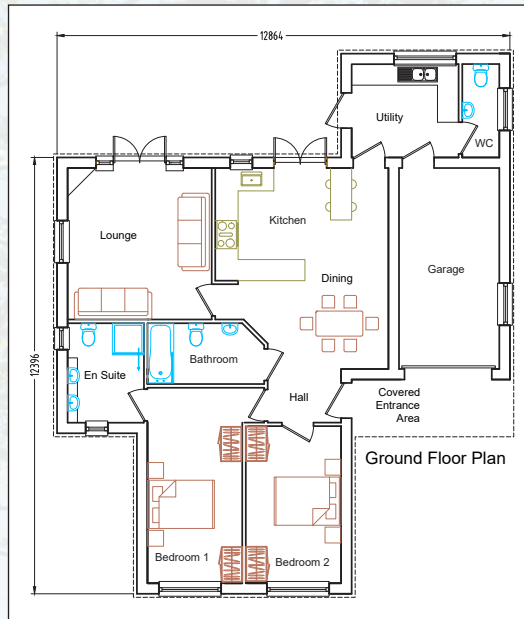 12864
Utility
WC
Kitchen
Lounge
Garage
Dining
Bathroom
En Suite
12396
Hall
Covered
Entrance
Area
Ground Floor Plan
Bedroom 1
Bedroom 2